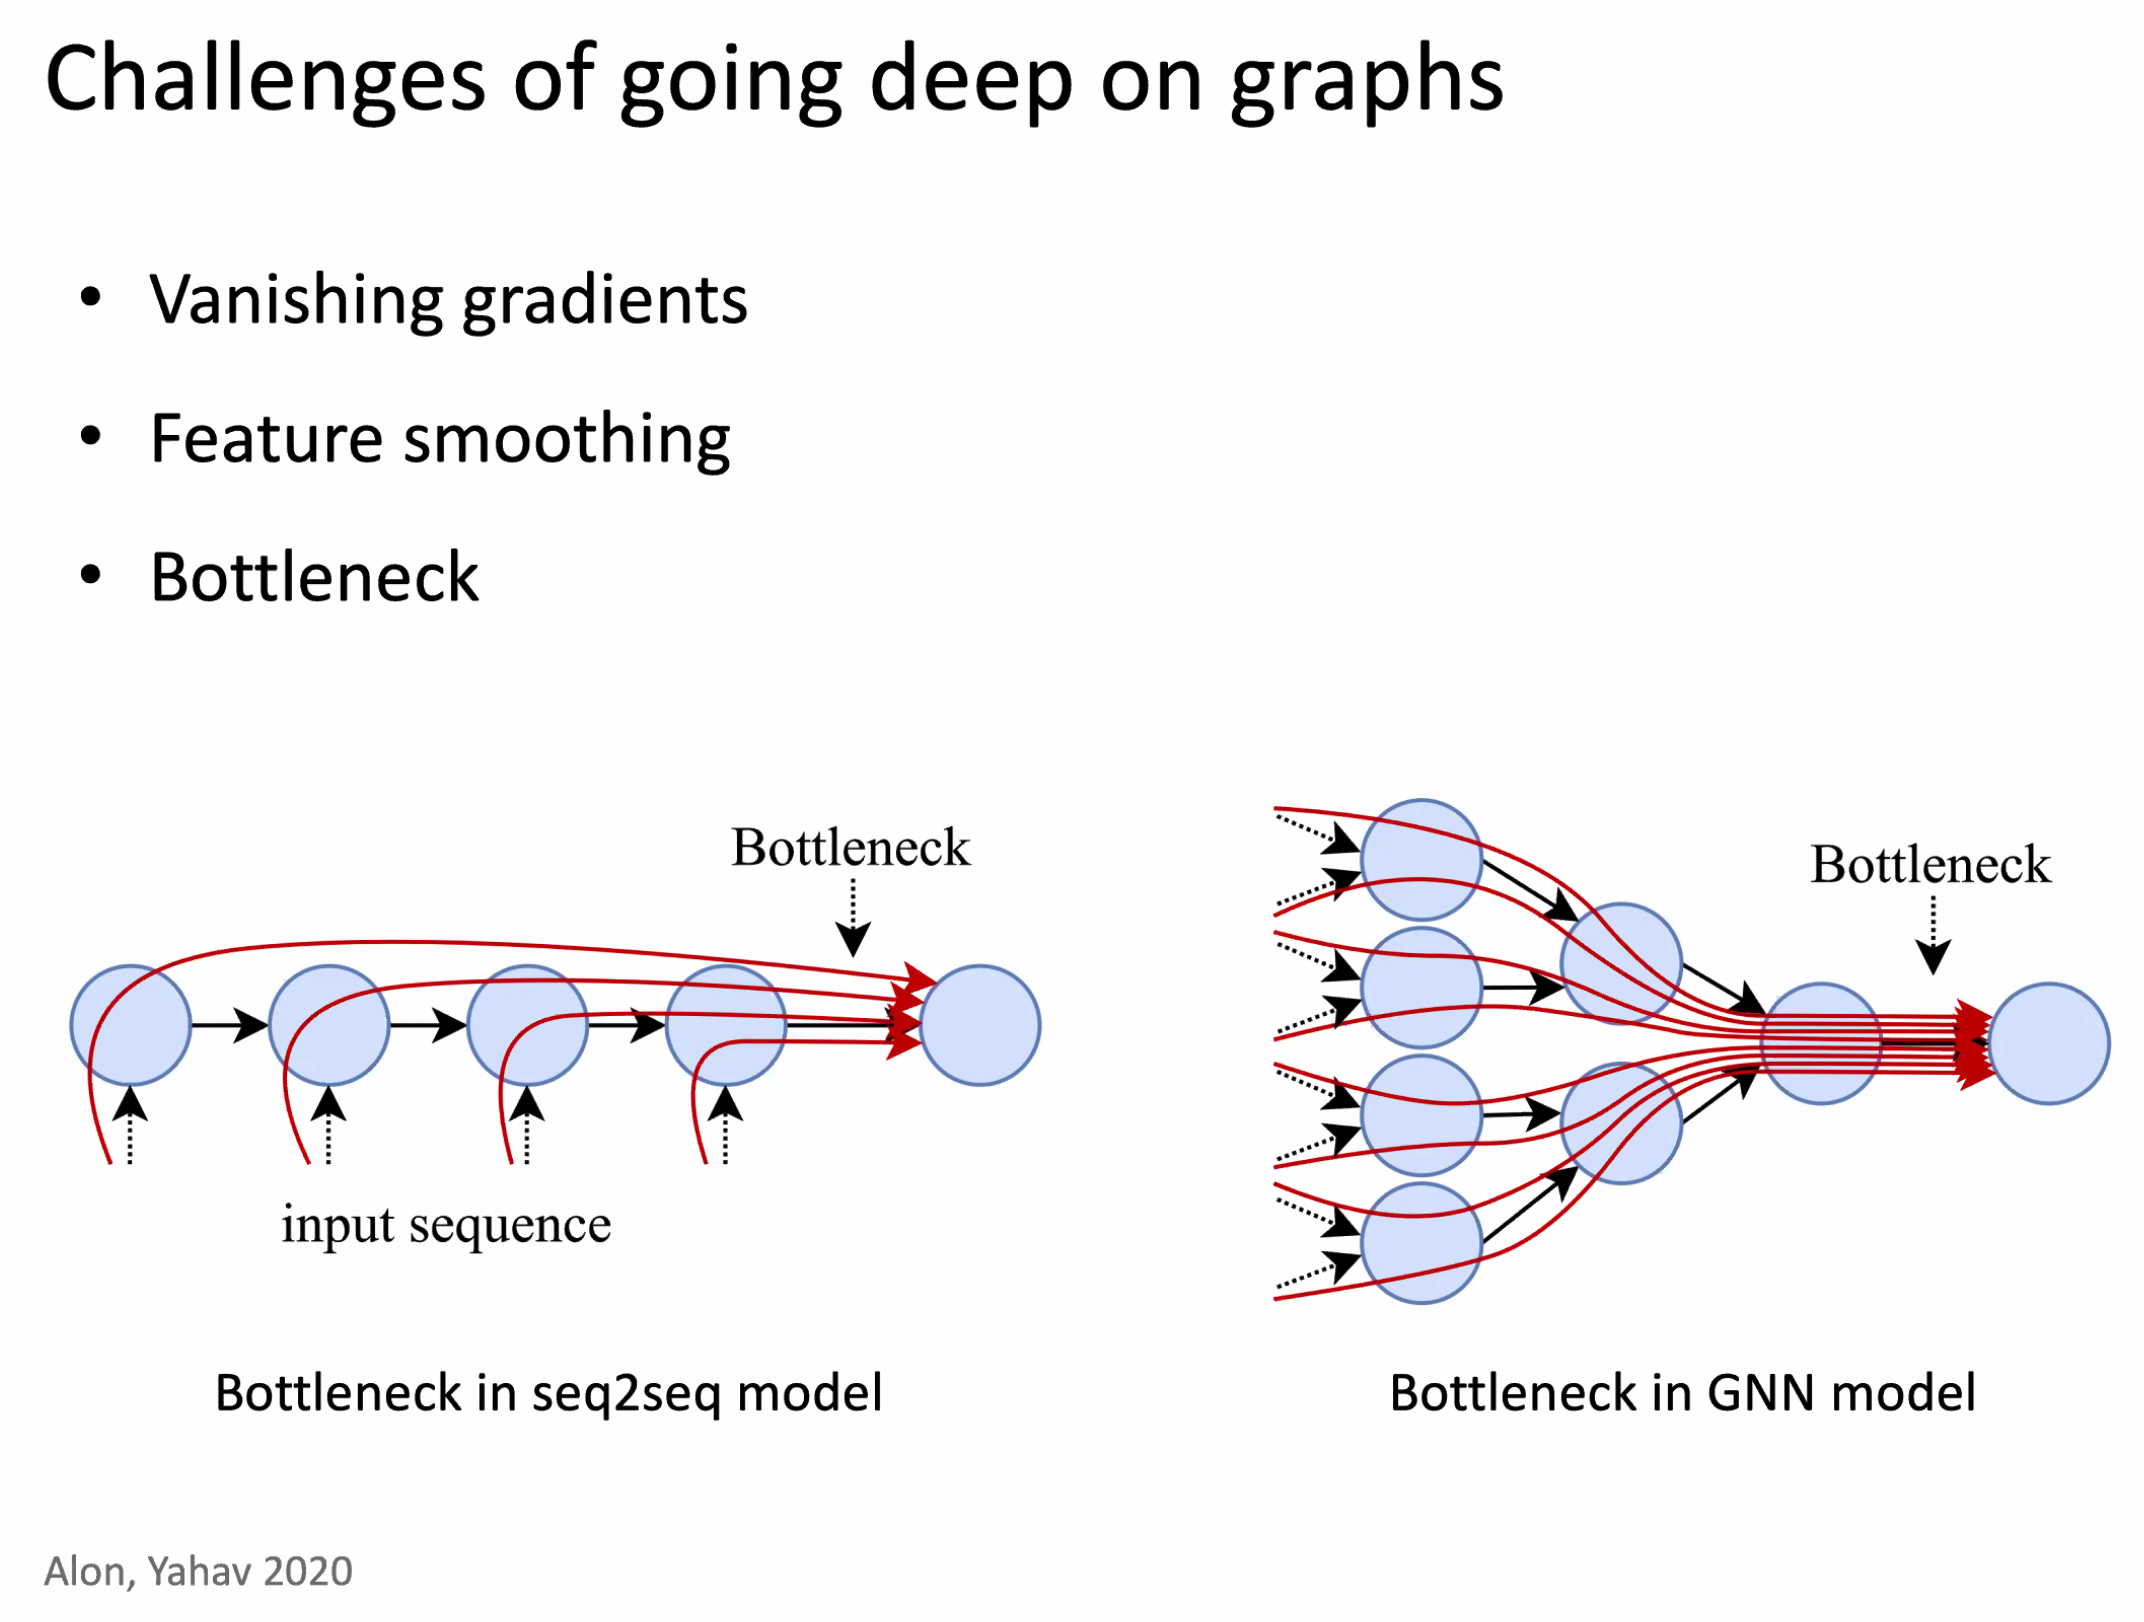 Challenges of going deep on graphs
• Vanishing gradients
• Feature smoothing
• Bottleneck
Bottleneck
input sequence
Bottleneck in seq2seq model
Bottleneck
Bottleneck in GNN model
Alon, Yahav 2020